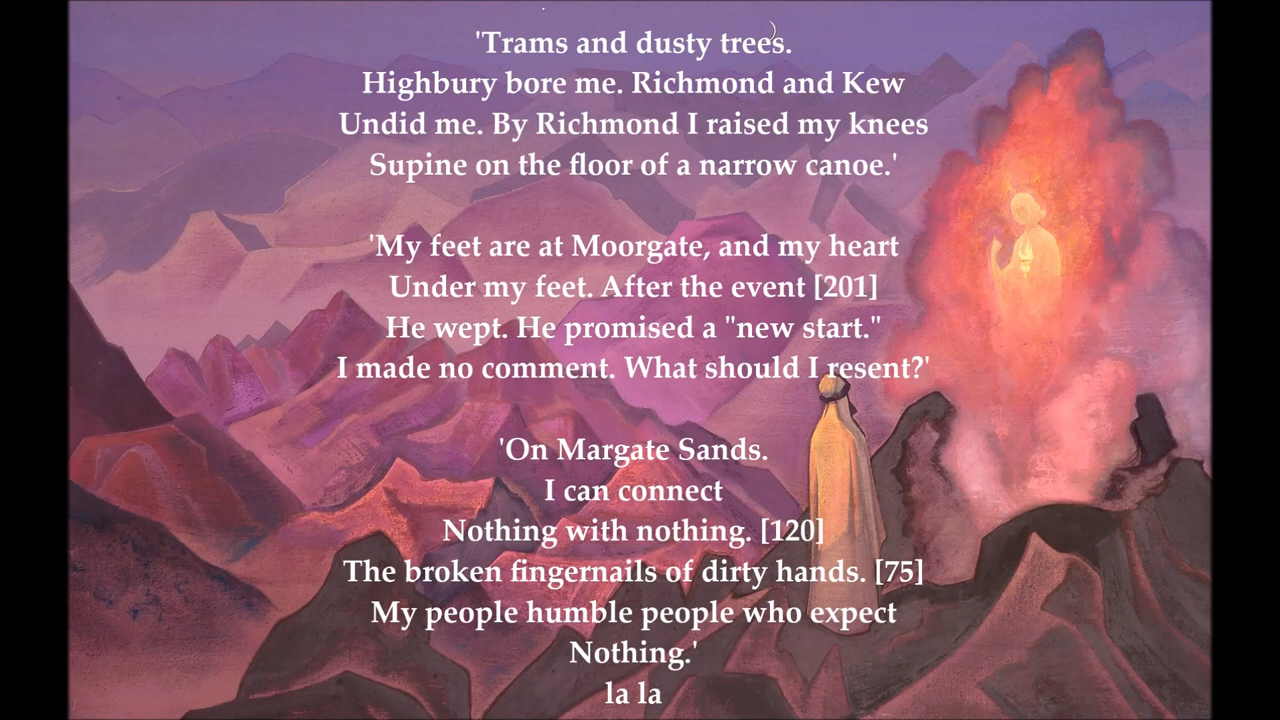 'Trams and dusty trees.
Highbury bore me. Richmond and Kew
Undid me. By Richmond I raised my knees
Supine on the floor of a narrow canoe.'
'My feet are at Moorgate, and my heart
Under my feet. After the event [201]
He wept. He promised a "new start."
I made no comment. What should I resent?'
'On Margate Sands.
I can connect
Nothing with nothing. [120]
The broken fingernails of dirty hands. [75]
My people humble people who expect
Nothing.'
la la